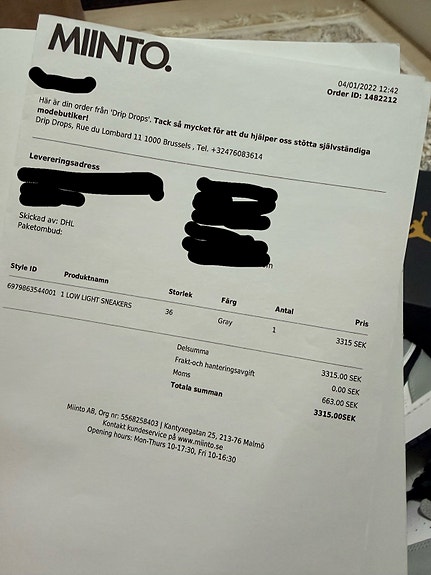 MIINTO.
04/01/2022 12:42
Order ID: 1482212
Här är din order från 'Drip Drops'. Tack så mycket för att du hjälper oss stötta självständiga
modebutiker!
Drip Drops, Rue du Lombard 11 1000 Brussels , Tel. +32476083614
Levereringsadress
m
Skickad av: DHL
Paketombud:
Style ID Produktnamn Storlek Färg Antal Pris
6979863544001 1 LOW LIGHT SNEAKERS 36 Gray 1 3315 SEK
Delsumma 3315.00 SEK
Frakt-och hanteringsavgift 0.00 SEK
Moms 663.00 SEK
Totala summan 3315.00SEK
Miinto AB, Org nr: 5568258403 | Kantyxegatan 25, 213-76 Malmö
Kontakt kundeservice på www.miinto.se
Opening hours: Mon-Thurs 10-17:30, Fri 10-16:30